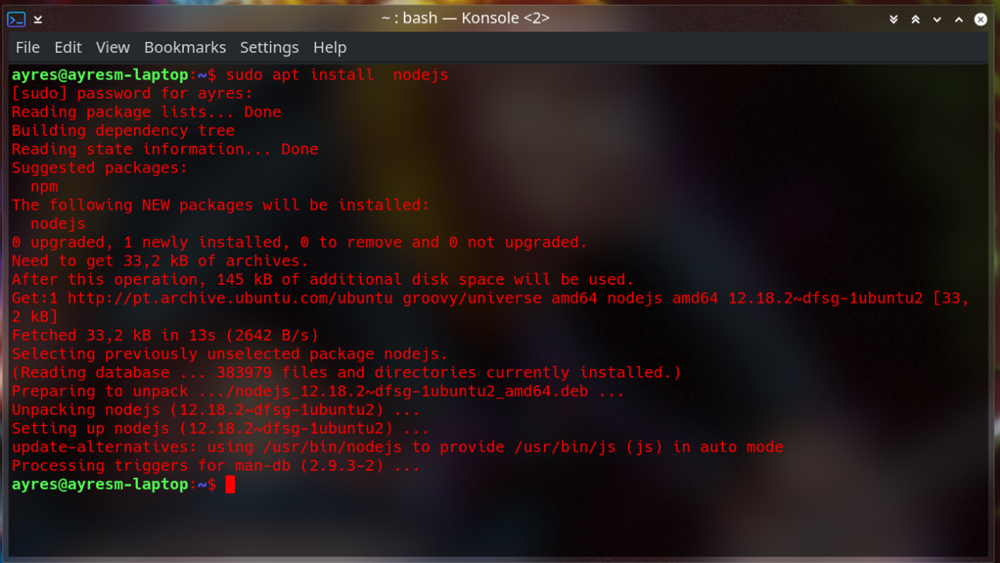 ~ : bash — Konsole <2>
File Edit View Bookmarks Settings Help
ayres@ayresm-laptop:~$ sudo apt install  nodejs
[sudo] password for ayres:
Reading package lists... Done
Building dependency tree
Reading state information... Done
Suggested packages:
  npm
The following NEW packages will be installed:
  nodejs
0 upgraded, 1 newly installed, 0 to remove and 0 not upgraded.
Need to get 33,2 kB of archives.
After this operation, 145 kB of additional disk space will be used.
Get:1 http://pt.archive.ubuntu.com/ubuntu groovy/universe amd64 nodejs amd64 12.18.2~dfsg-1ubuntu2 [33,
2 kB]
Fetched 33,2 kB in 13s (2642 B/s)
Selecting previously unselected package nodejs.
(Reading database ... 383979 files and directories currently installed.)
Preparing to unpack .../nodejs_12.18.2~dfsg-1ubuntu2_amd64.deb ...
Unpacking nodejs (12.18.2~dfsg-1ubuntu2) ...
Setting up nodejs (12.18.2~dfsg-1ubuntu2) ...
update-alternatives: using /usr/bin/nodejs to provide /usr/bin/js (js) in auto mode
Processing triggers for man-db (2.9.3-2) ...
ayres@ayresm-laptop:~$